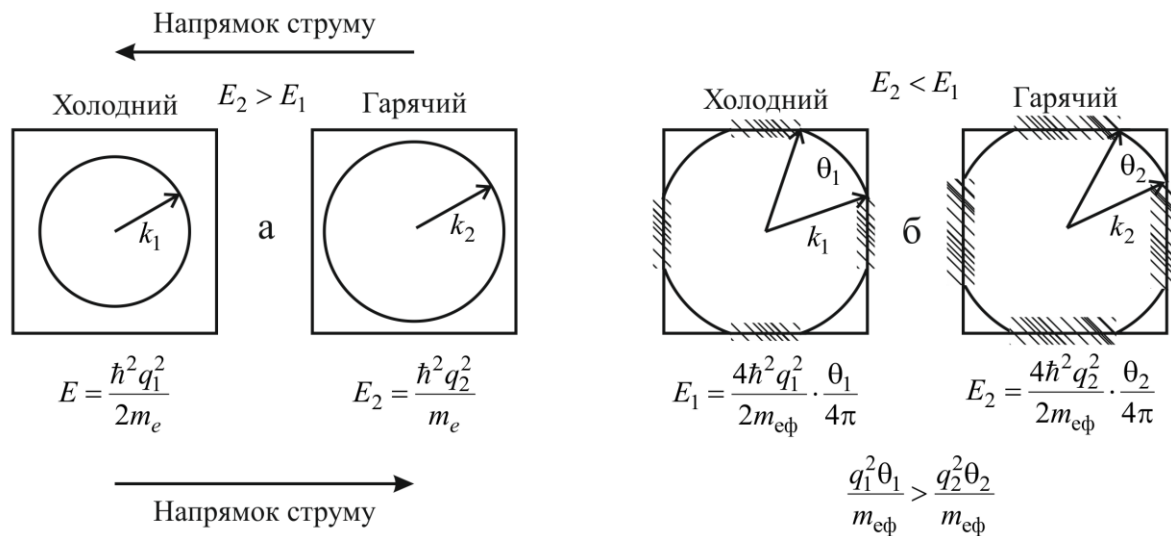 Напрямок струму
Холодний E₂ > E₁ Гарячий
k₁ а k₂
E = ħ²q₁²/2mₑ E₂ = ħ²q₂²/mₑ
Напрямок струму
Холодний E₂ < E₁ Гарячий
θ₁ k₁ б θ₂ k₂
E₁ = 4ħ²q₁²/2m_еф · θ₁/4π E₂ = 4ħ²q₂²/2m_еф · θ₂/4π
q₁²θ₁/m_еф > q₂²θ₂/m_еф